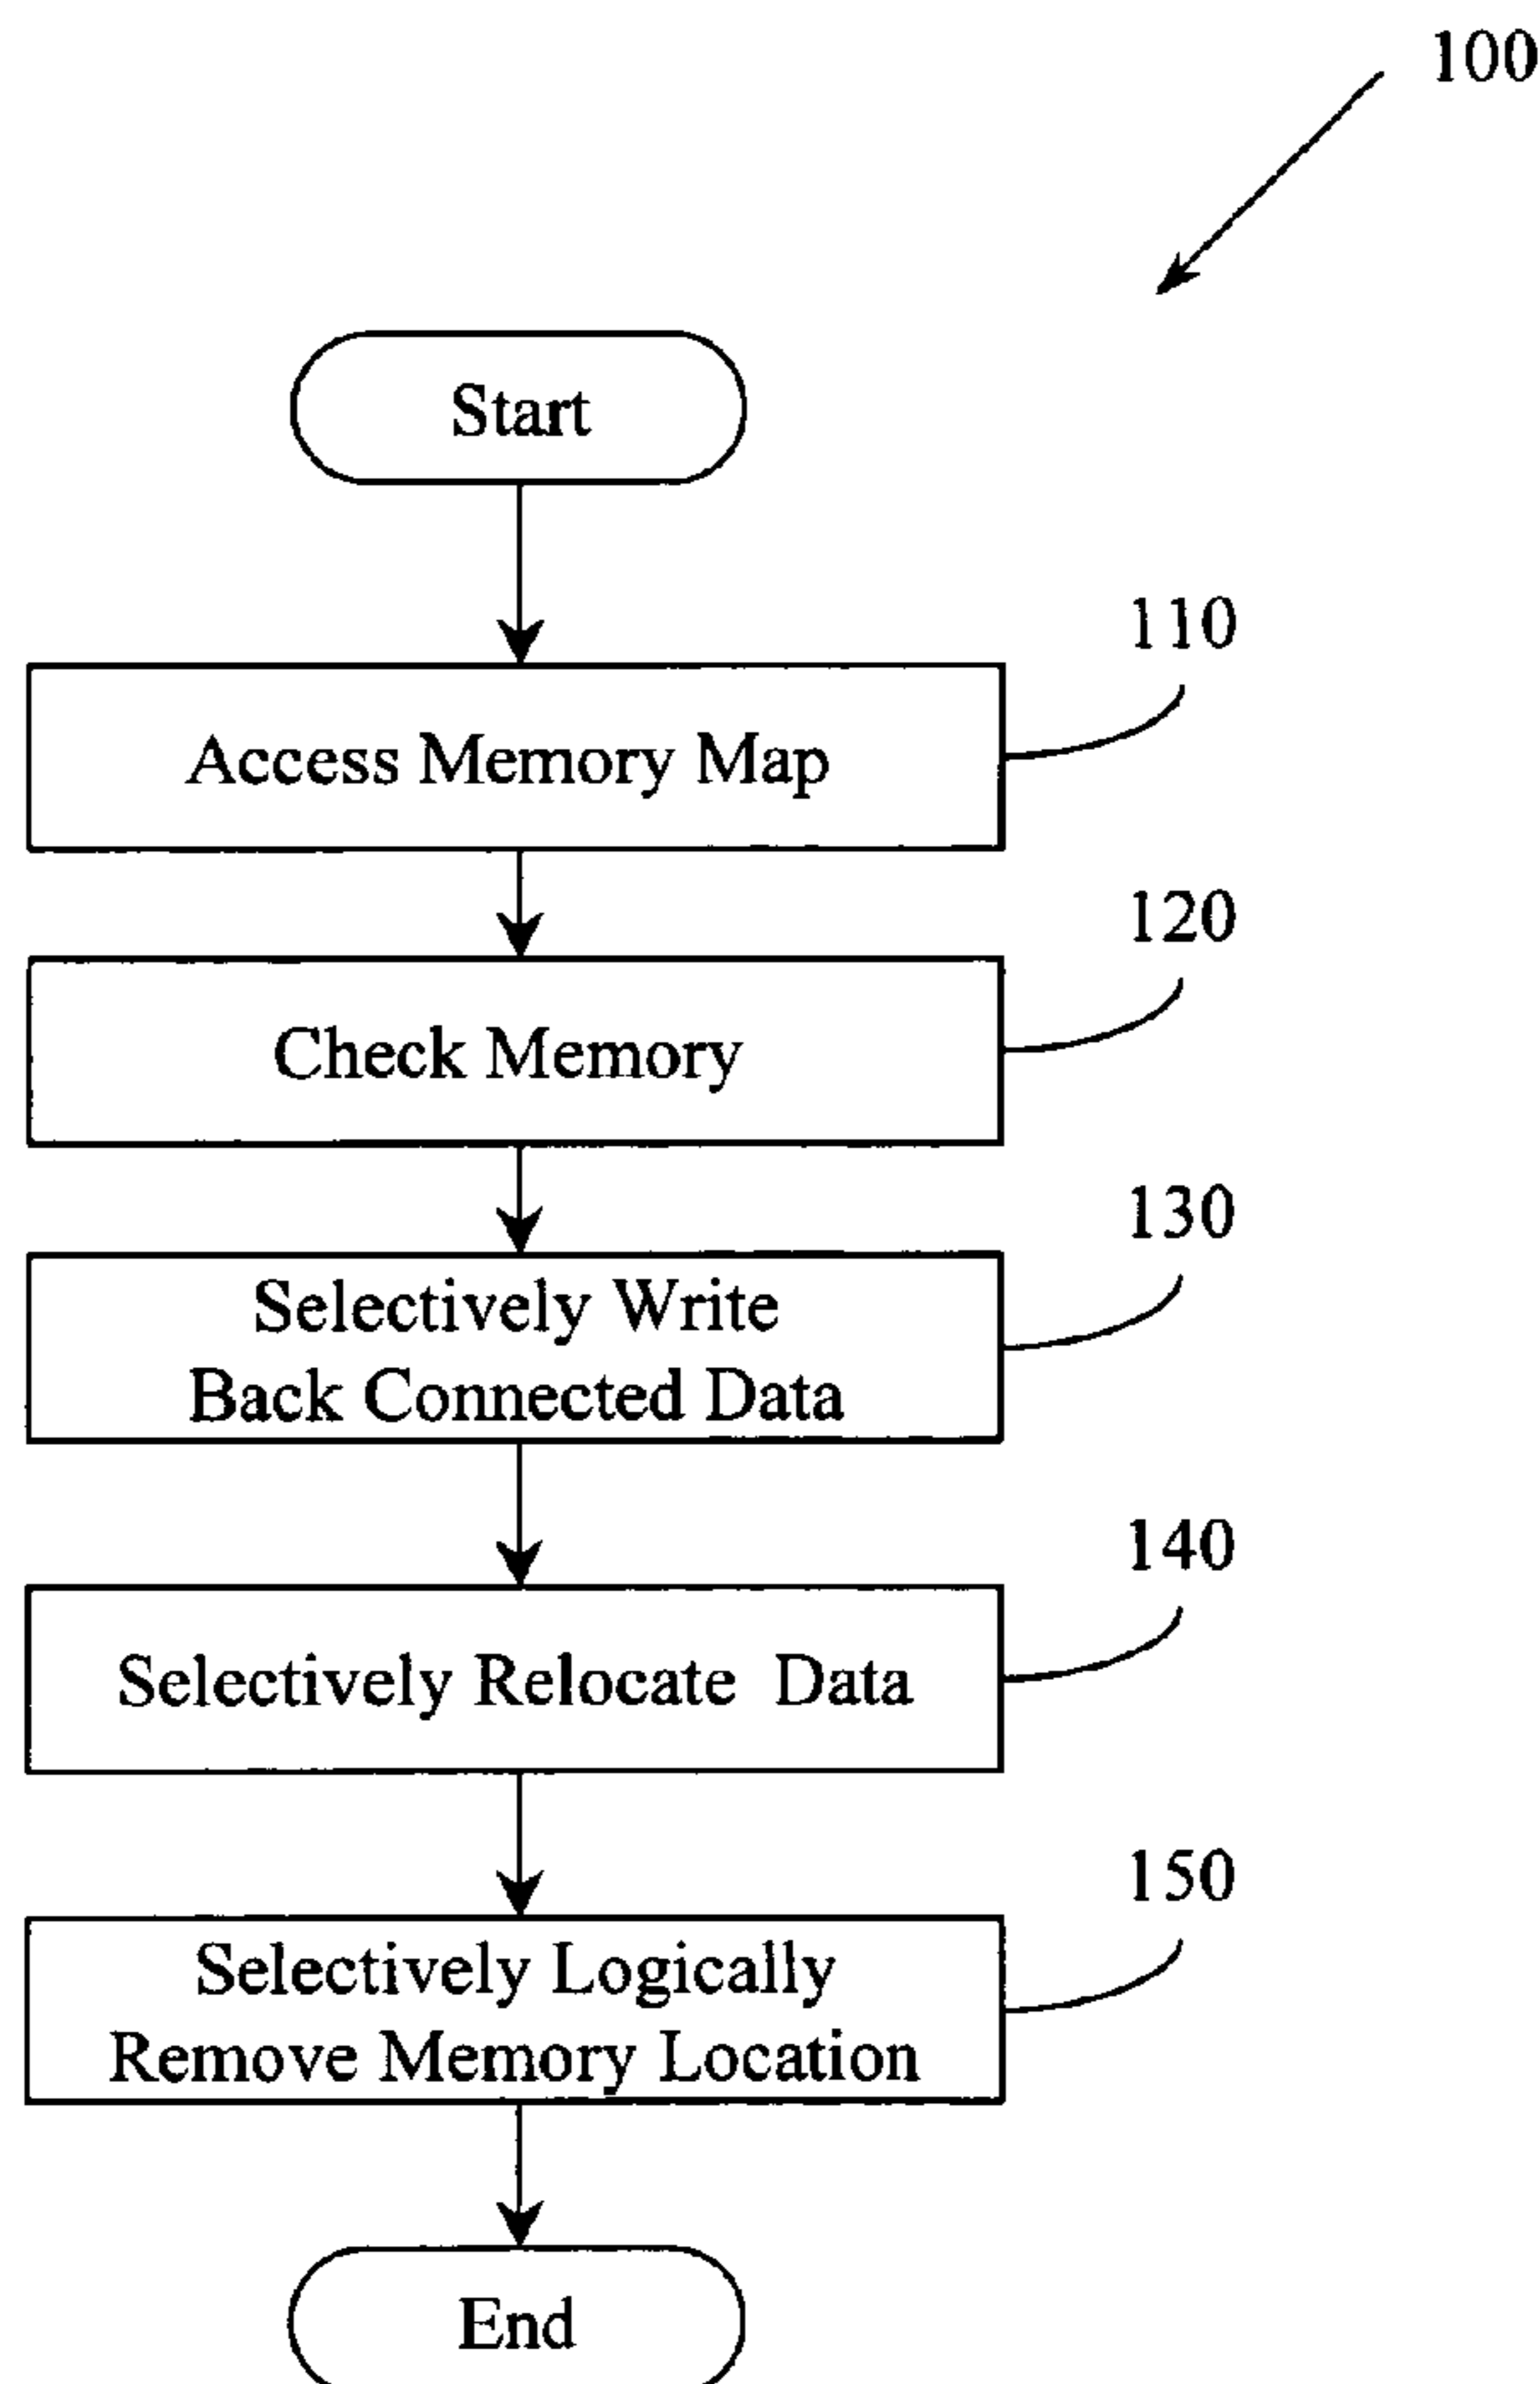 100
Start
110
Access Memory Map
120
Check Memory
130
Selectively Write
Back Connected Data
140
Selectively Relocate Data
150
Selectively Logically
Remove Memory Location
End